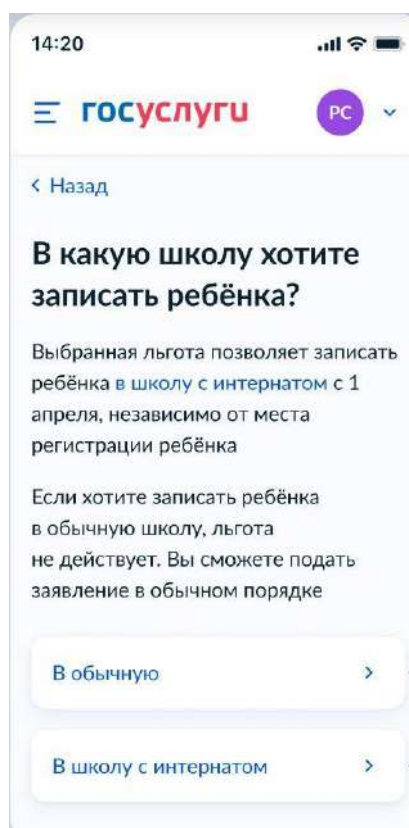 14:20
госуслуги
РС
Назад
В какую школу хотите
записать ребёнка?
Выбранная льгота позволяет записать
ребёнка в школу с интернатом с 1
апреля, независимо от места
регистрации ребёнка
Если хотите записать ребёнка
в обычную школу, льгота
не действует. Вы сможете подать
заявление в обычном порядке
В обычную
В школу с интернатом